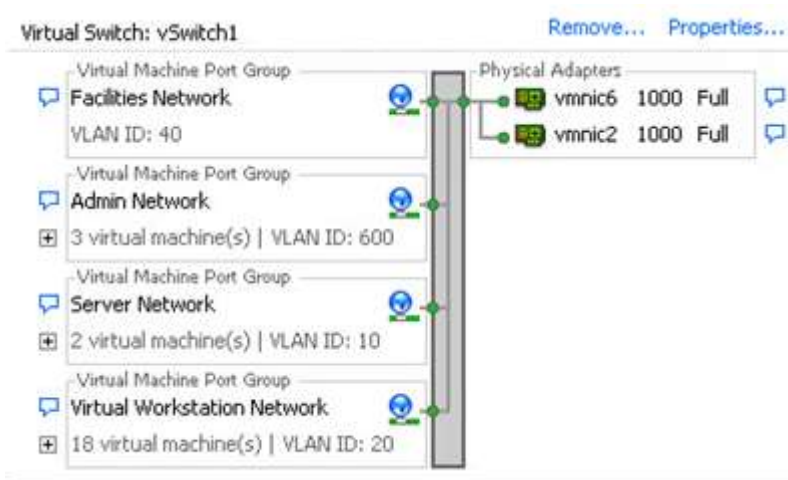 Virtual Switch: vSwitch1 Remove... Properties...
Virtual Machine Port Group
Facilities Network
VLAN ID: 40
Physical Adapters
vmnic6 1000 Full
vmnic2 1000 Full
Virtual Machine Port Group
Admin Network
3 virtual machine(s) | VLAN ID: 600
Virtual Machine Port Group
Server Network
2 virtual machine(s) | VLAN ID: 10
Virtual Machine Port Group
Virtual Workstation Network
18 virtual machine(s) | VLAN ID: 20